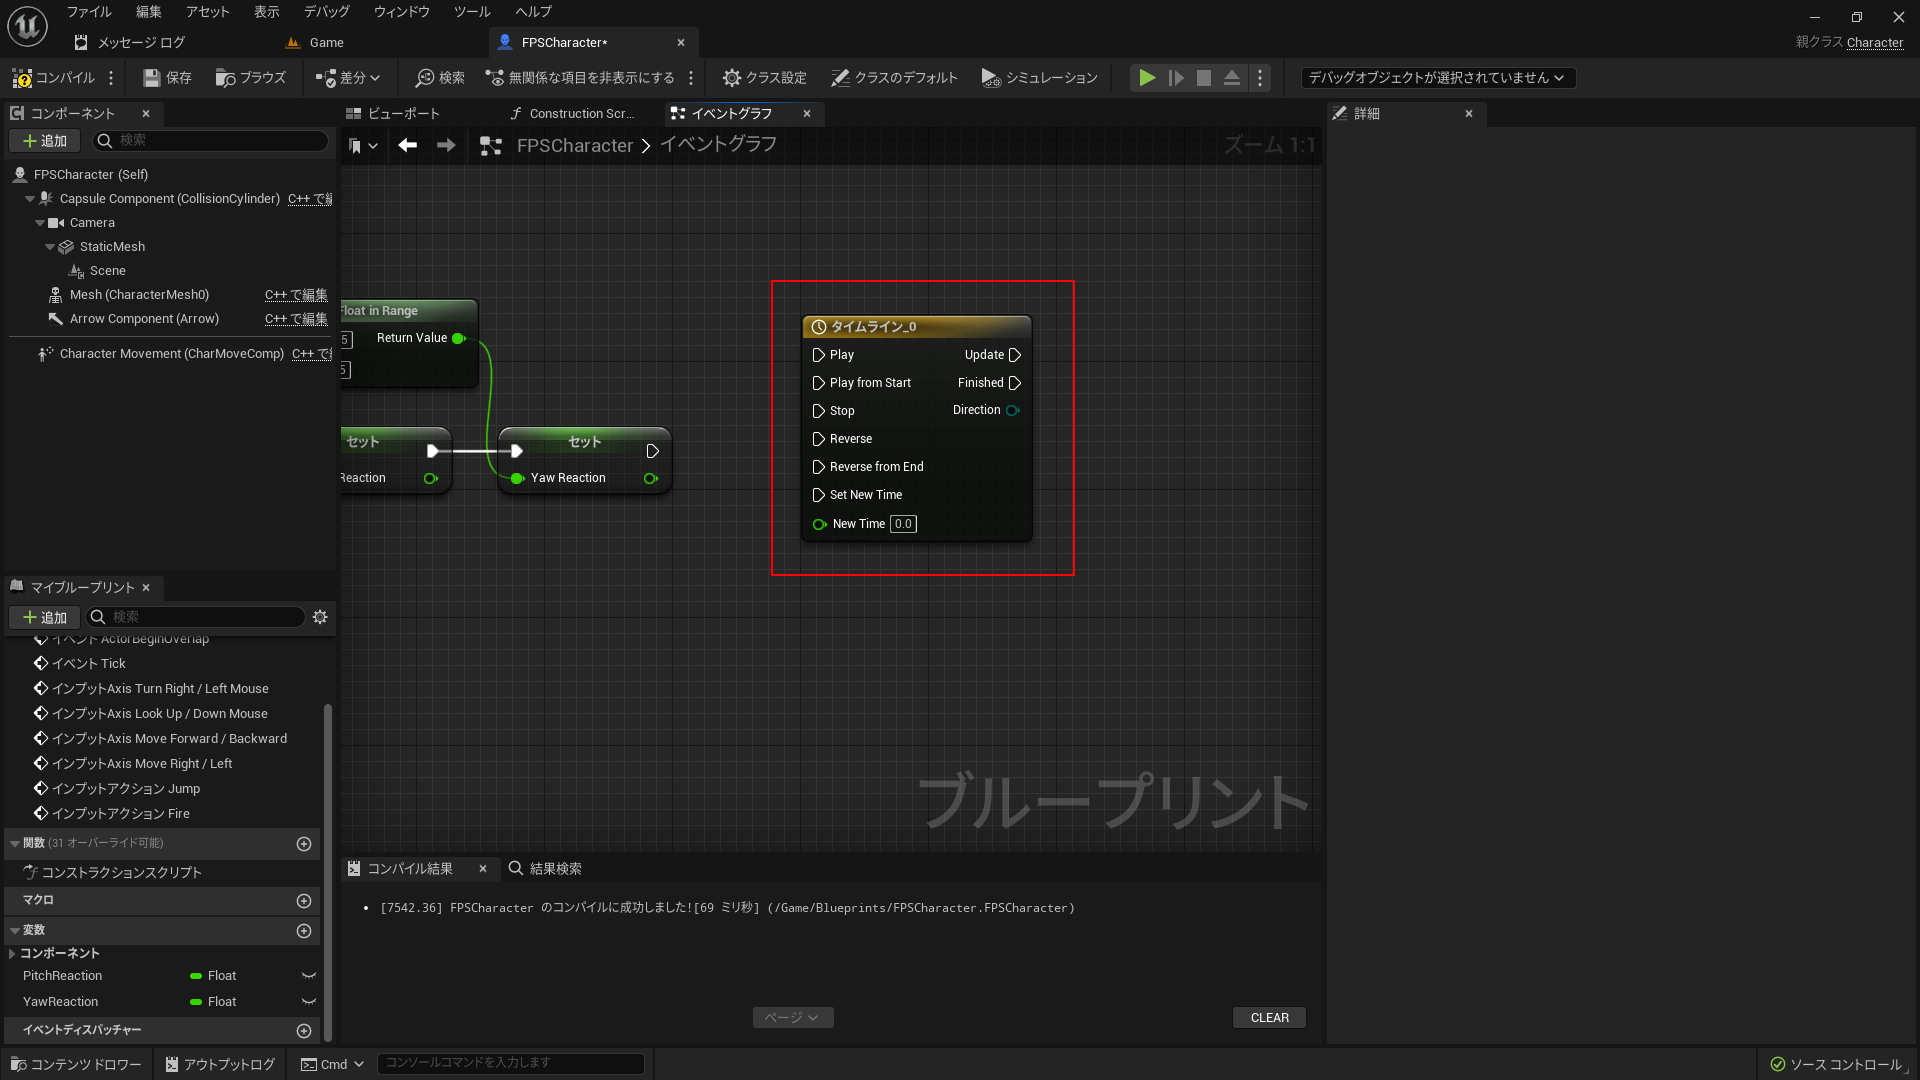 ファイル 編集 アセット 表示 デバッグ ウィンドウ ツール ヘルプ
メッセージ ログ
Game
FPSCharacter*
親クラス Character
コンパイル
保存
ブラウズ
差分
検索
無関係な項目を非表示にする
クラス設定
クラスのデフォルト
シミュレーション
デバッグオブジェクトが選択されていません
コンポーネント
追加
検索
FPSCharacter (Self)
Capsule Component (CollisionCylinder) C++ で編
Camera
StaticMesh
Scene
Mesh (CharacterMesh0) C++ で編集
Arrow Component (Arrow) C++ で編集
Character Movement (CharMoveComp) C++ で
マイブループリント
追加
検索
イベント ActorBeginOverlap
イベント Tick
インプットAxis Turn Right / Left Mouse
インプットAxis Look Up / Down Mouse
インプットAxis Move Forward / Backward
インプットAxis Move Right / Left
インプットアクション Jump
インプットアクション Fire
関数 (31 オーバーライド可能)
コンストラクションスクリプト
マクロ
変数
コンポーネント
PitchReaction Float
YawReaction Float
イベントディスパッチャー
ビューポート
Construction Scr...
イベントグラフ
FPSCharacter > イベントグラフ
ズーム 1:1
Float in Range
5 Return Value
5
セット
Reaction
セット
Yaw Reaction
タイムライン_0
Play Update
Play from Start Finished
Stop Direction
Reverse
Reverse from End
Set New Time
New Time 0.0
ブループリント
コンパイル結果
結果検索
• [7542.36] FPSCharacter のコンパイルに成功しました![69 ミリ秒] (/Game/Blueprints/FPSCharacter.FPSCharacter)
ページ
CLEAR
詳細
コンテンツ ドロワー
アウトプットログ
Cmd
コンソールコマンドを入力します
ソース コントロール